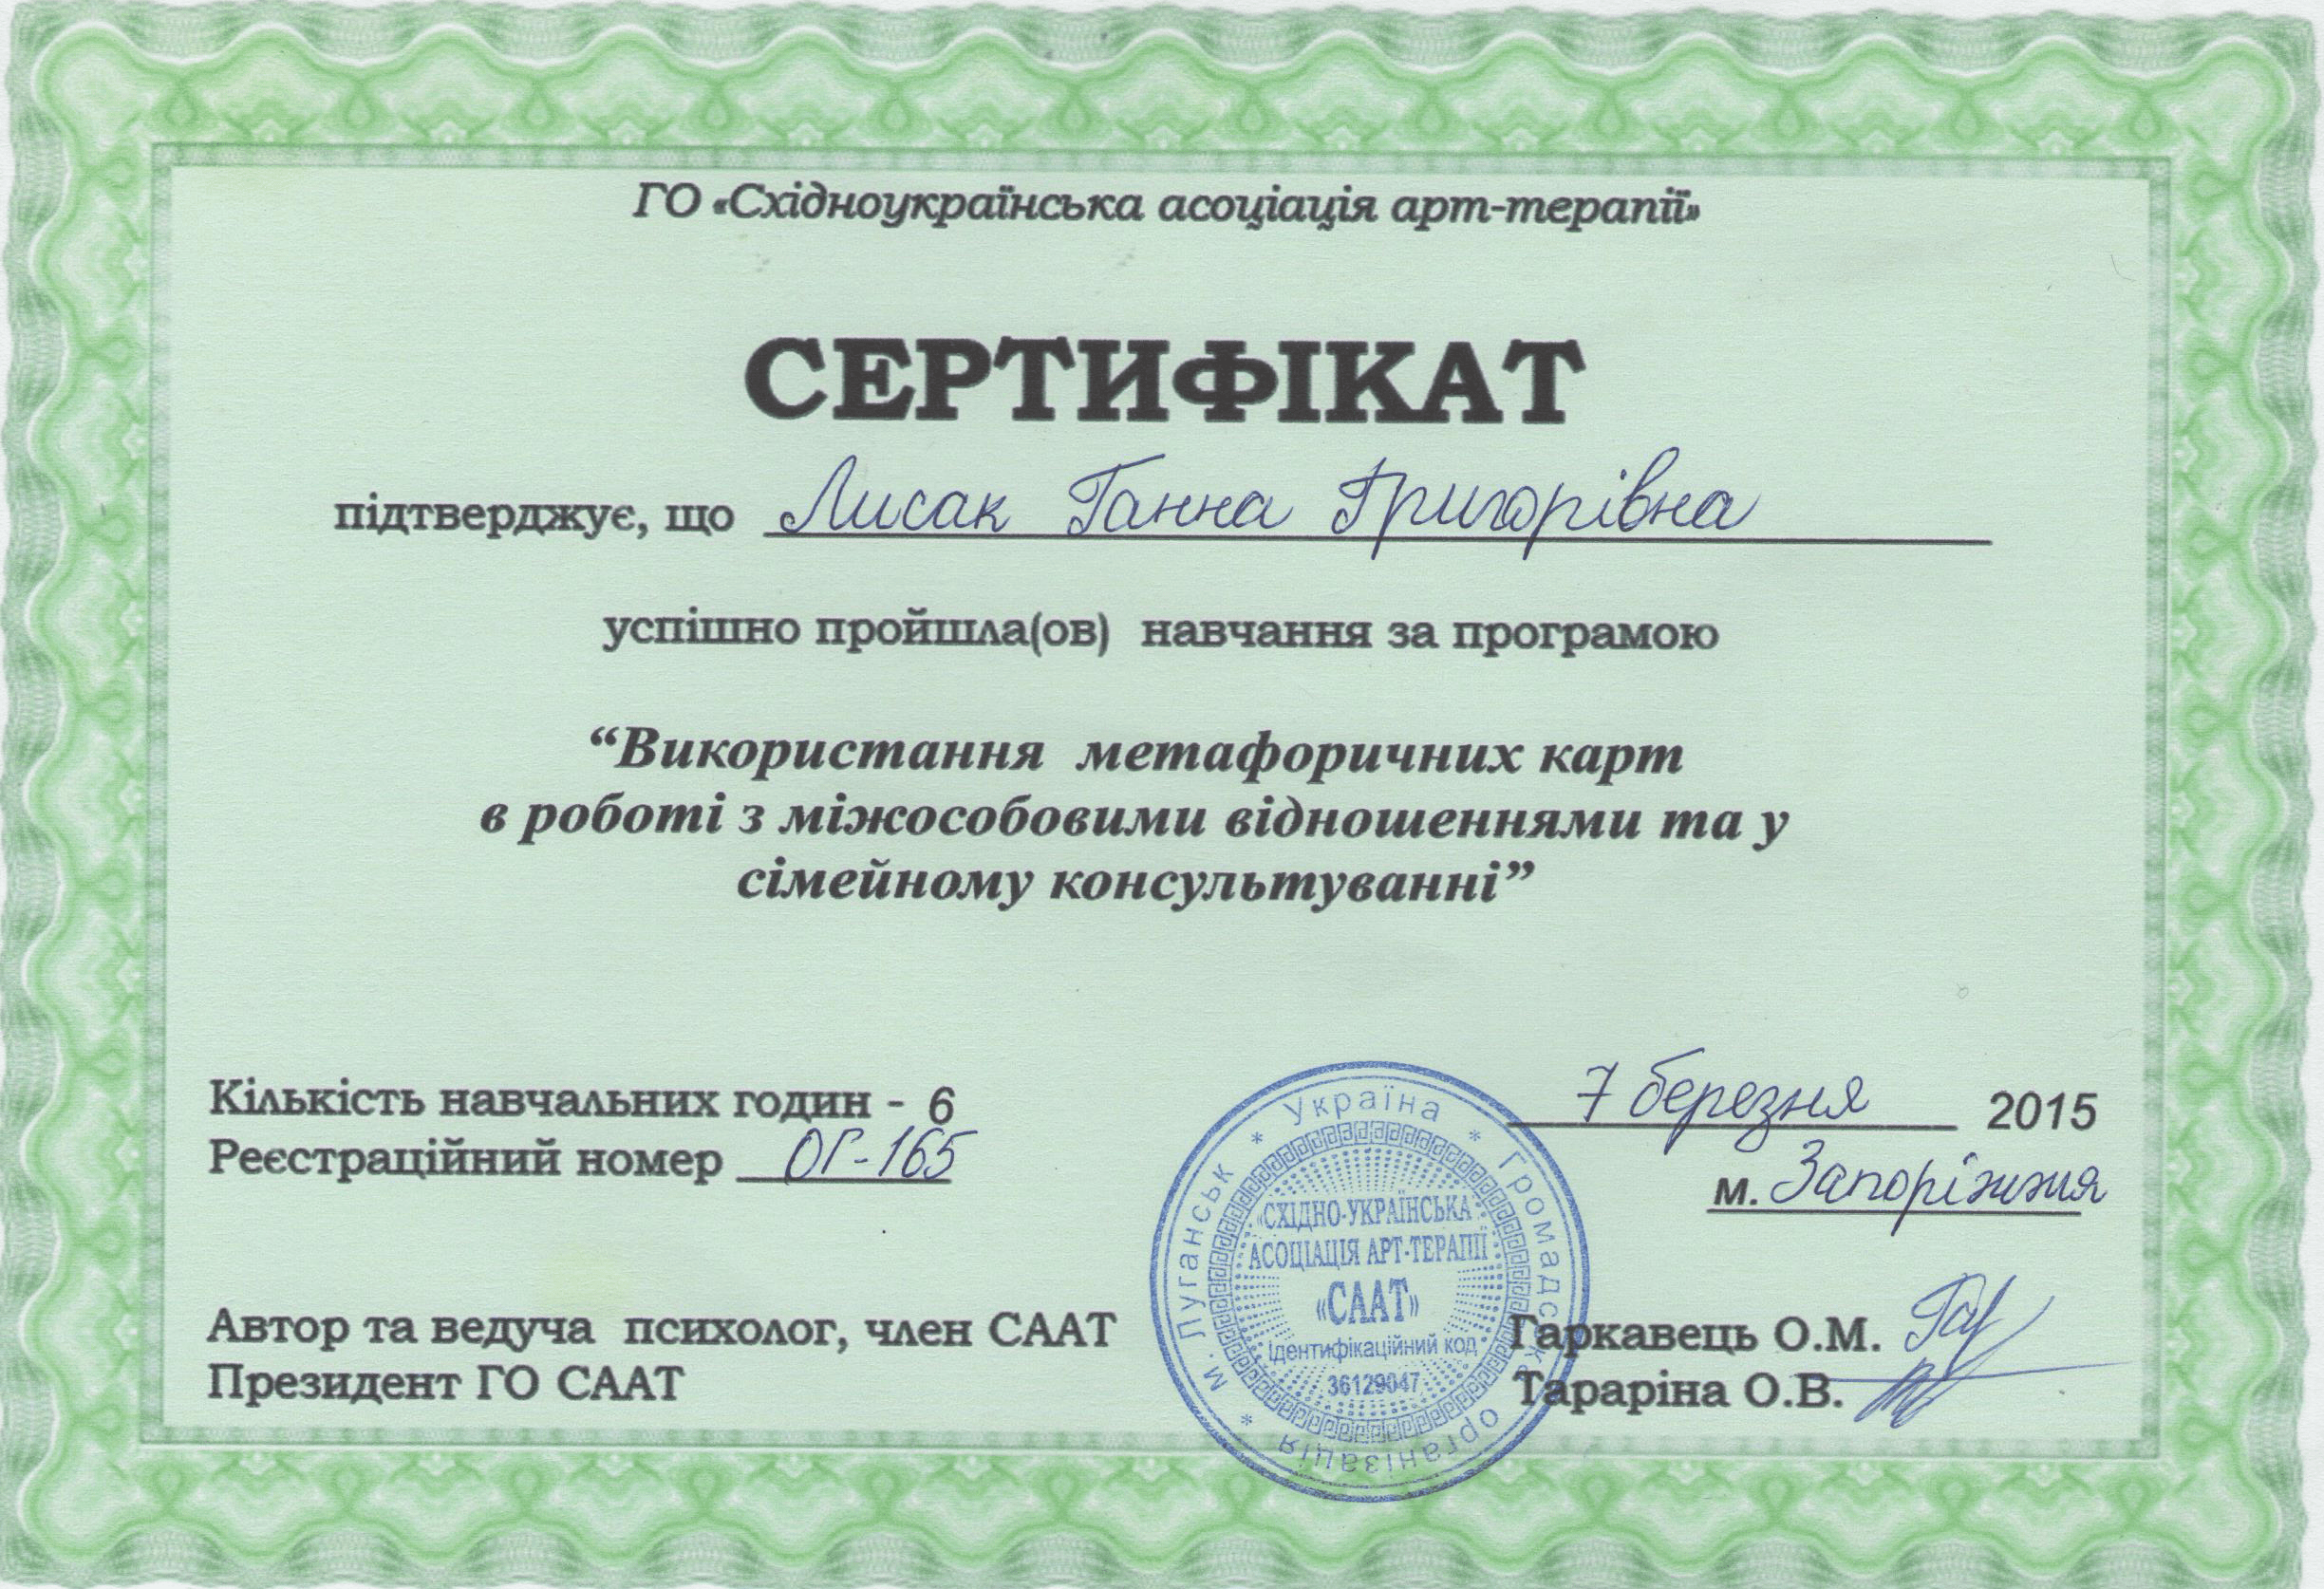 ГО «Східноукраїнська асоціація арт-терапії»
СЕРТИФІКАТ
підтверджує, що Лисак Ганна Григорівна
успішно пройшла(ов) навчання за програмою
“Використання метафоричних карт
в роботі з міжособовими відношеннями та у
сімейному консультуванні”
Кількість навчальних годин - 6
Реєстраційний номер ОГ-165
7 березня 2015
м. Запоріжжя
Автор та ведуча психолог, член СААТ Гаркавець О.М.
Президент ГО СААТ Тараріна О.В.
* Україна * Громадська організація * м. Луганськ
«СХІДНО-УКРАЇНСЬКА
АСОЦІАЦІЯ АРТ-ТЕРАПІЇ
«СААТ»
Ідентифікаційний код
36129047